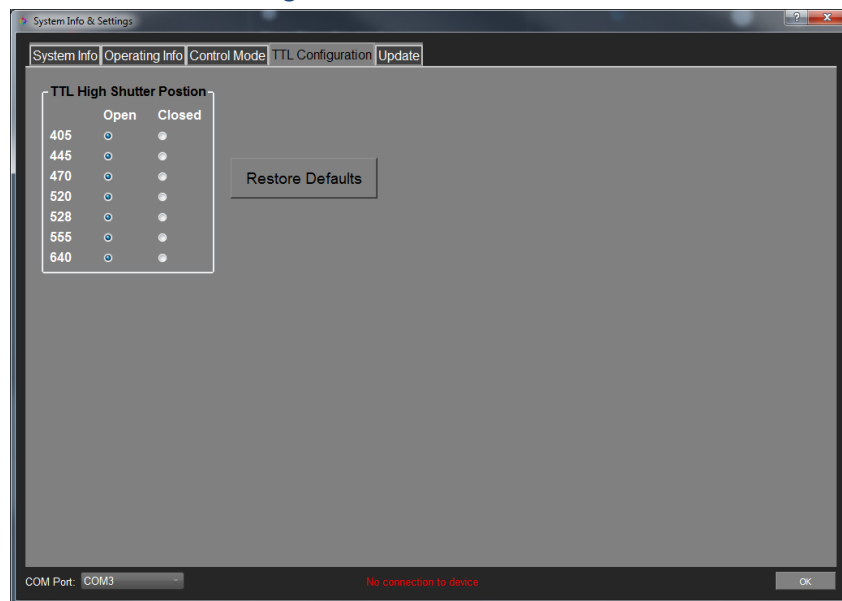 System Info & Settings
System Info Operating Info Control Mode TTL Configuration Update
TTL High Shutter Postion
Open Closed
405
445
470
520
528
555
640
Restore Defaults
COM Port: COM3
No connection to device
OK